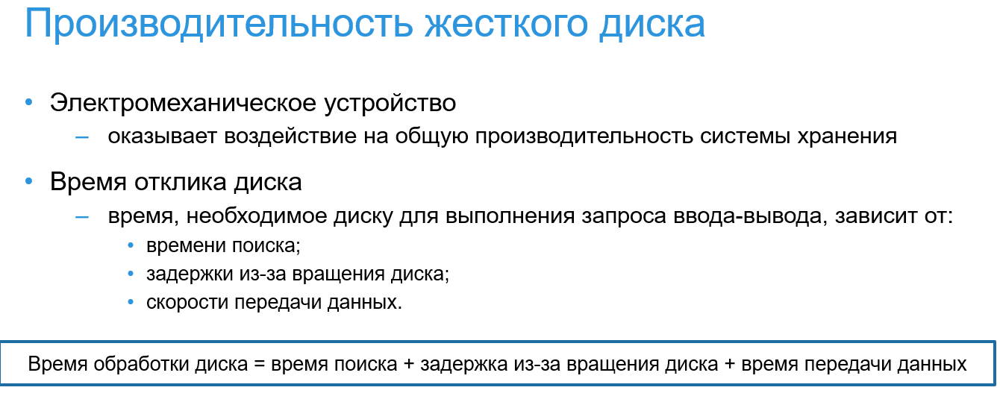 Производительность жесткого диска
• Электромеханическое устройство
– оказывает воздействие на общую производительность системы хранения
• Время отклика диска
– время, необходимое диску для выполнения запроса ввода-вывода, зависит от:
• времени поиска;
• задержки из-за вращения диска;
• скорости передачи данных.
Время обработки диска = время поиска + задержка из-за вращения диска + время передачи данных